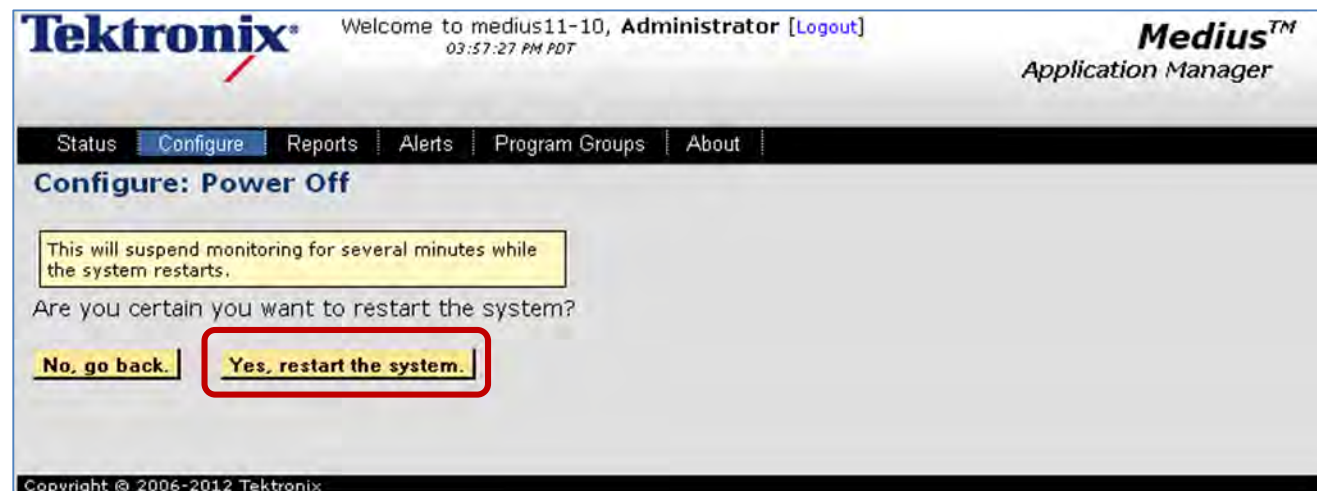 Tektronix
Welcome to medius11-10, Administrator [Logout]
03:57:27 PM PDT
Medius™
Application Manager
Status Configure Reports Alerts Program Groups About
Configure: Power Off
This will suspend monitoring for several minutes while
the system restarts.
Are you certain you want to restart the system?
No, go back. Yes, restart the system.
Copyright © 2006-2012 Tektronix